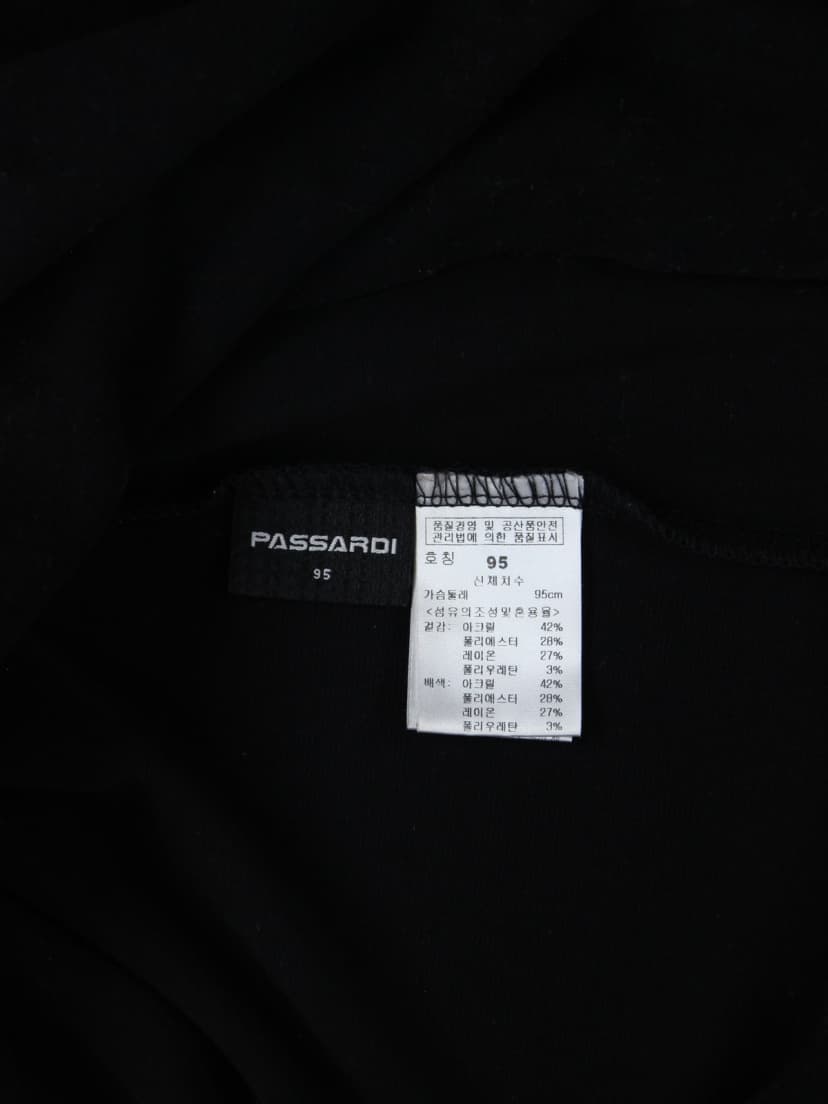 PASSARDI
95
품질경영 및 공산품안전
관리법에 의한 품질표시
호칭 95
신체치수
가슴둘레 95cm
<섬유의조성및혼용율>
겉감: 아크릴 42%
폴리에스터 28%
레이온 27%
폴리우레탄 3%
배색: 아크릴 42%
폴리에스터 28%
레이온 27%
폴리우레탄 3%